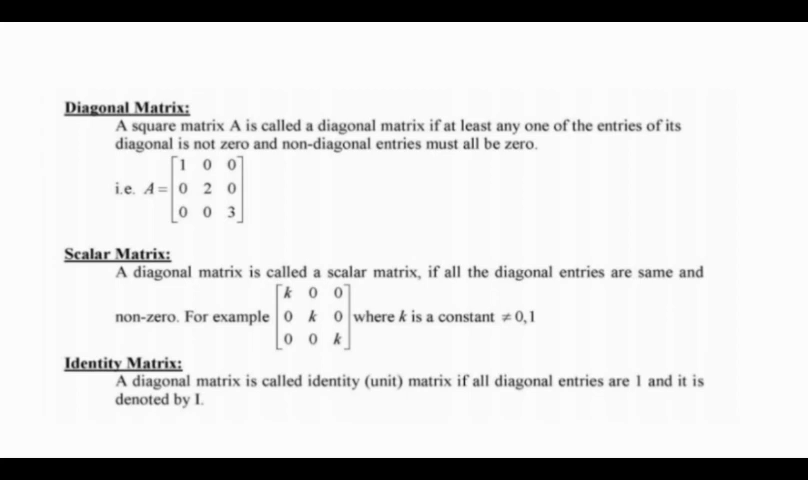 Diagonal Matrix:
A square matrix A is called a diagonal matrix if at least any one of the entries of its
diagonal is not zero and non-diagonal entries must all be zero.
i.e. A = [1 0 0
0 2 0
0 0 3]
Scalar Matrix:
A diagonal matrix is called a scalar matrix, if all the diagonal entries are same and
non-zero. For example [k 0 0
0 k 0
0 0 k] where k is a constant ≠ 0,1
Identity Matrix:
A diagonal matrix is called identity (unit) matrix if all diagonal entries are 1 and it is
denoted by I.